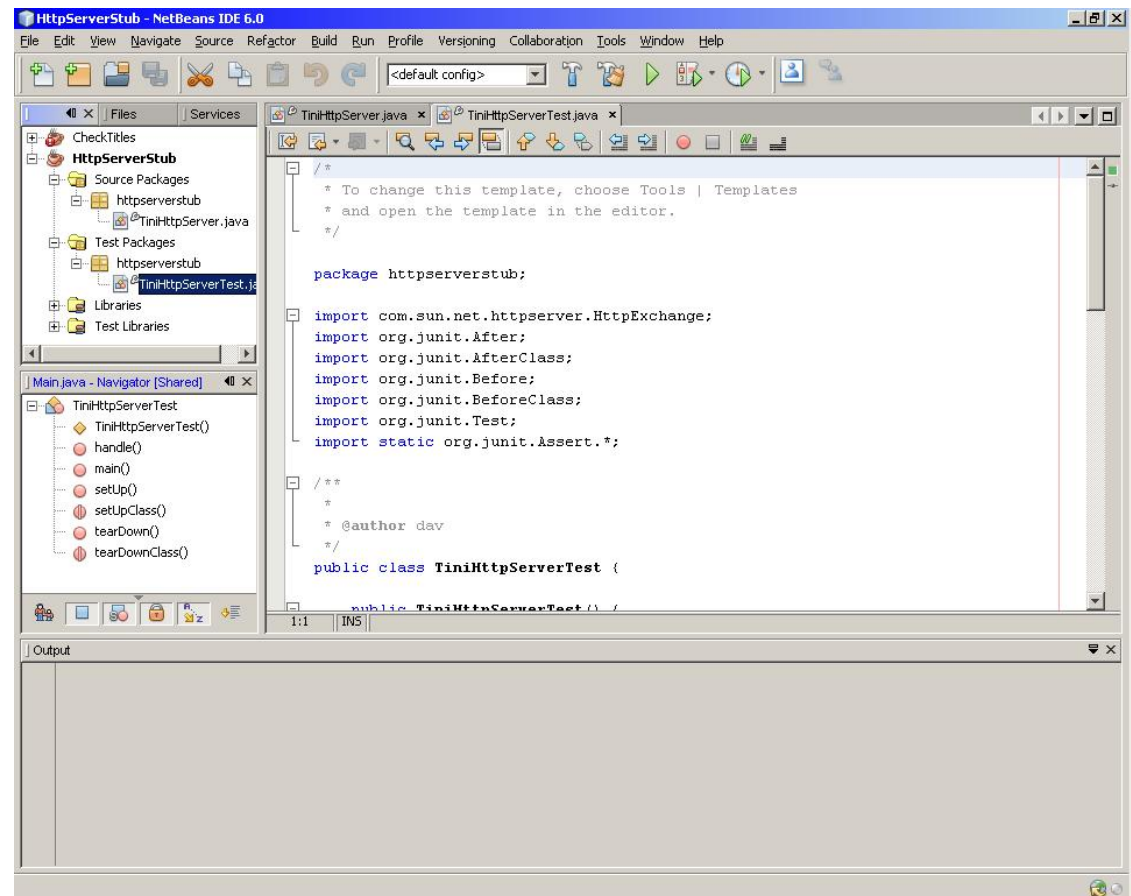 HttpServerStub - NetBeans IDE 6.0
File Edit View Navigate Source Refactor Build Run Profile Versioning Collaboration Tools Window Help
<default config>
Files Services
TiniHttpServer.java TiniHttpServerTest.java
CheckTitles
HttpServerStub
Source Packages
httpserverstub
TiniHttpServer.java
Test Packages
httpserverstub
TiniHttpServerTest.ja
Libraries
Test Libraries
Main.java - Navigator [Shared]
TiniHttpServerTest
TiniHttpServerTest()
handle()
main()
setUp()
setUpClass()
tearDown()
tearDownClass()
/*
* To change this template, choose Tools | Templates
* and open the template in the editor.
*/
package httpserverstub;
import com.sun.net.httpserver.HttpExchange;
import org.junit.After;
import org.junit.AfterClass;
import org.junit.Before;
import org.junit.BeforeClass;
import org.junit.Test;
import static org.junit.Assert.*;
/**
*
* @author dav
*/
public class TiniHttpServerTest {
public TiniHttpServerTest() {
1:1 INS
Output